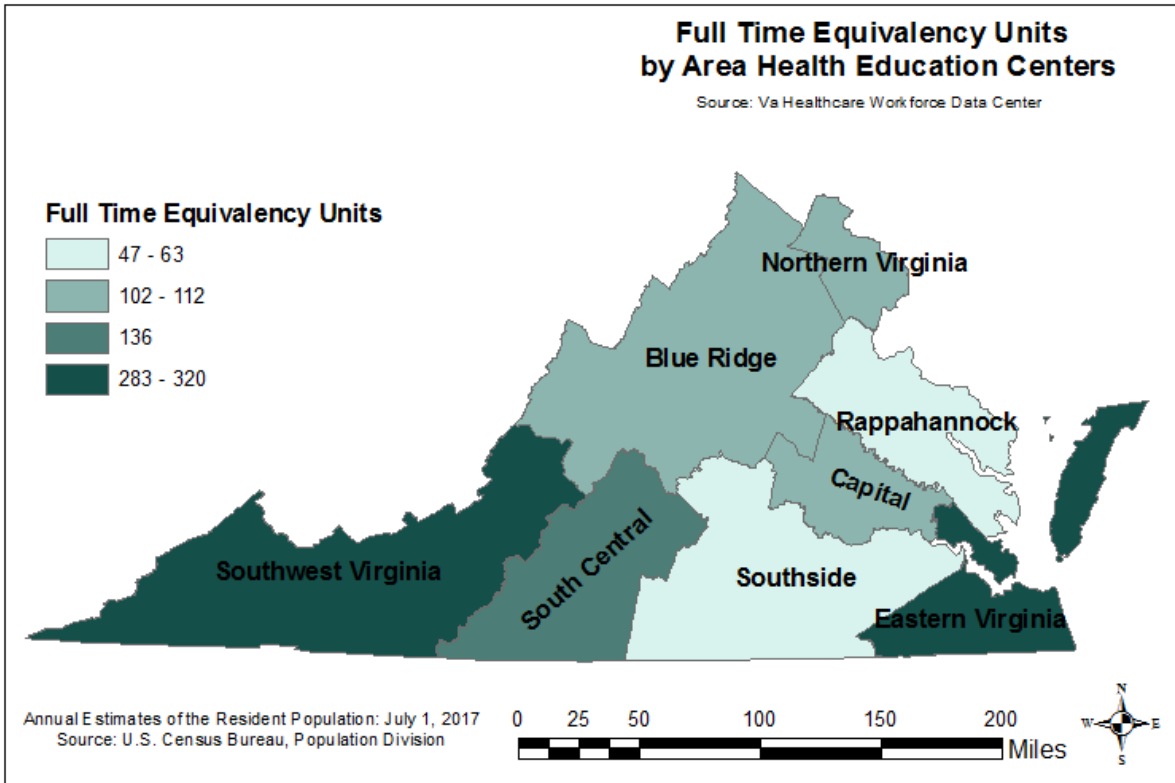 Full Time Equivalency Units
by Area Health Education Centers
Source: Va Healthcare Work force Data Center
Full Time Equivalency Units
47 - 63
102 - 112
136
283 - 320
Northern Virginia
Blue Ridge
Rappahannock
Capital
Southwest Virginia
South Central
Southside
Eastern Virginia
Annual Estimates of the Resident Population: July 1, 2017
Source: U.S. Census Bureau, Population Division
0 25 50 100 150 200
Miles
N
W E
S